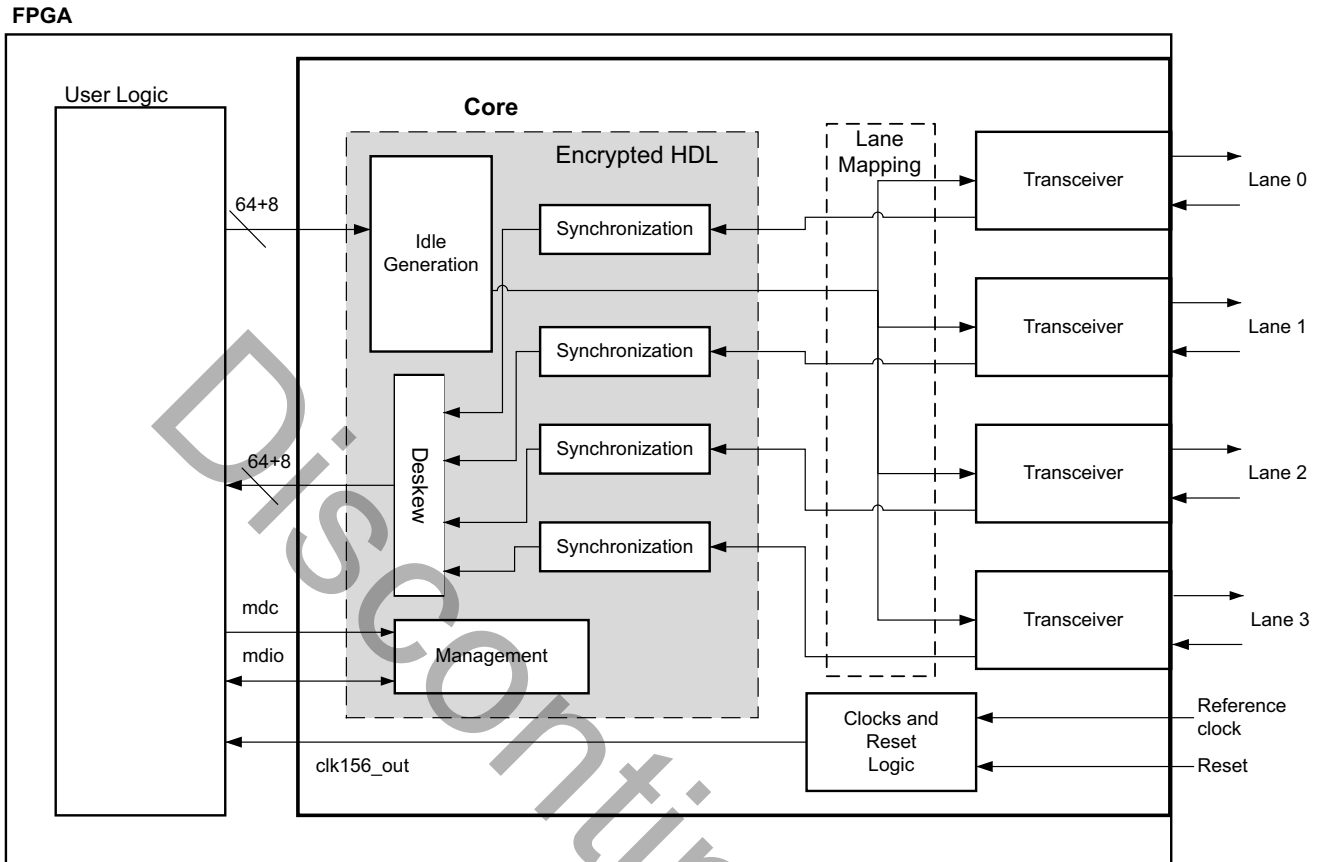 FPGA
User Logic
Core
Encrypted HDL
Lane
Mapping
64+8
Idle
Generation
Synchronization
Transceiver
Lane 0
Synchronization
Transceiver
Lane 1
64+8
Deskew
Synchronization
Transceiver
Lane 2
Synchronization
Transceiver
Lane 3
mdc
mdio
Management
clk156_out
Clocks and
Reset
Logic
Reference
clock
Reset